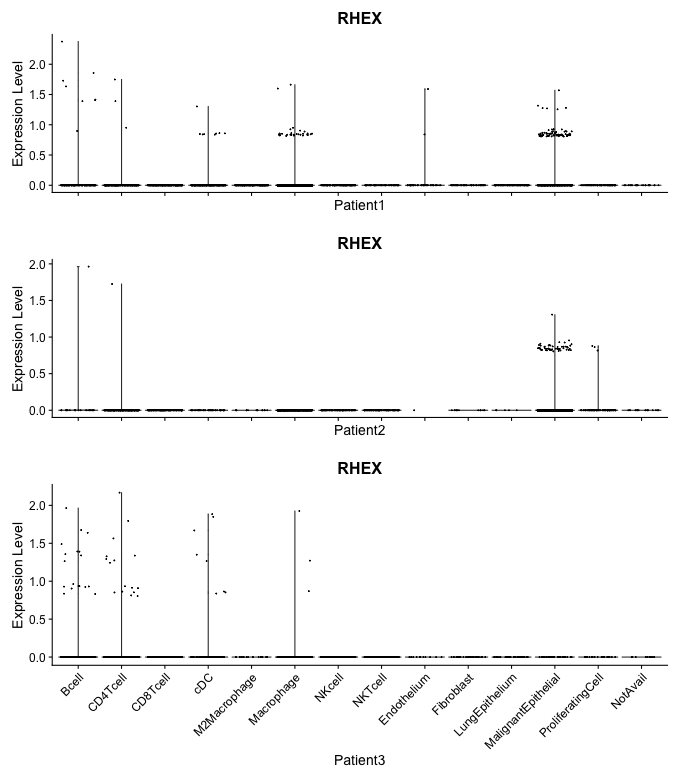 RHEX
Expression Level
2.0
1.5
1.0
0.5
0.0
Patient1
RHEX
Expression Level
2.0
1.5
1.0
0.5
0.0
Patient2
RHEX
Expression Level
2.0
1.5
1.0
0.5
0.0
Bcell
CD4Tcell
CD8Tcell
cDC
M2Macrophage
Macrophage
NKcell
NKTcell
Endothelium
Fibroblast
LungEpithelium
MalignantEpithelial
ProliferatingCell
NotAvail
Patient3